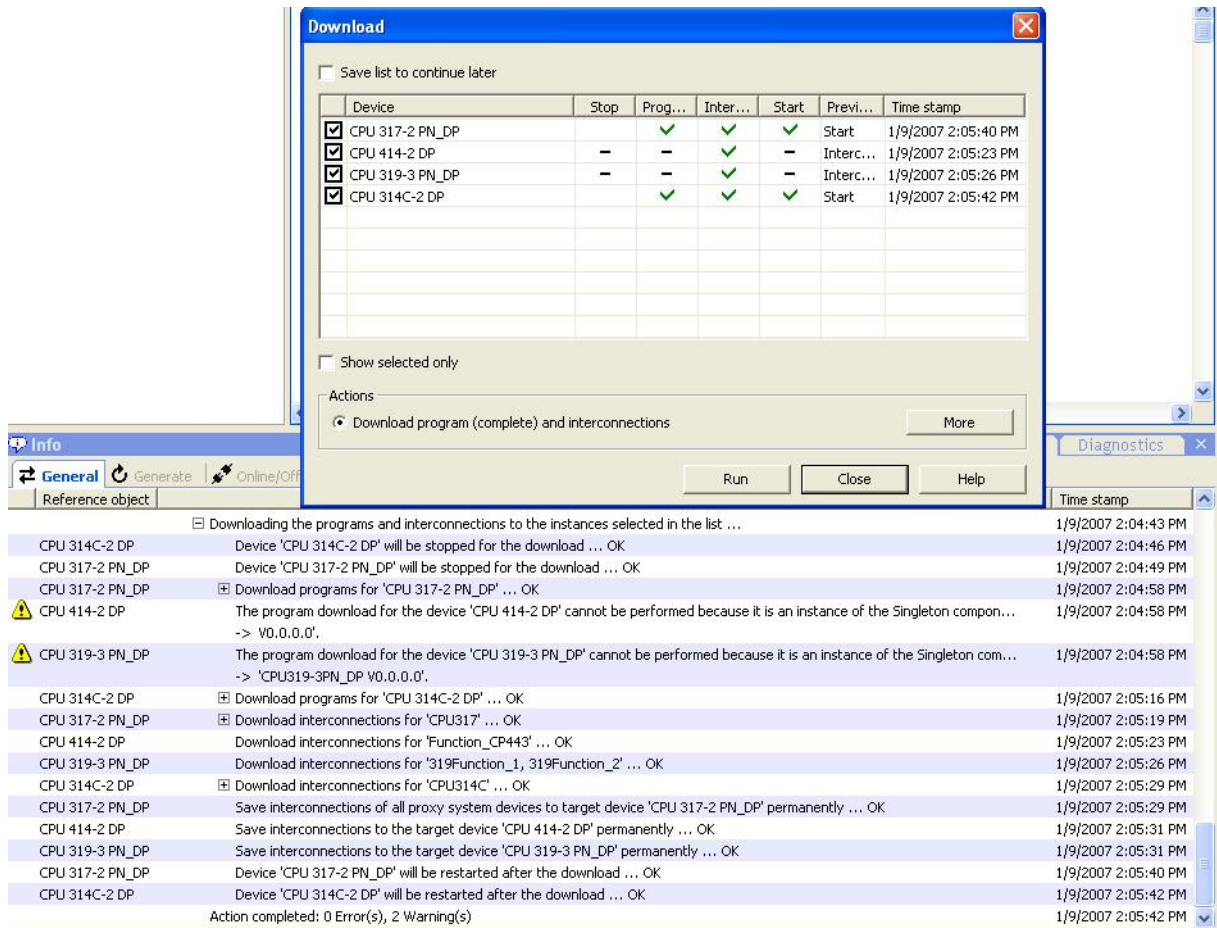 Download
Save list to continue later
Device Stop Prog... Inter... Start Previ... Time stamp
CPU 317-2 PN_DP Start 1/9/2007 2:05:40 PM
CPU 414-2 DP – – – Interc... 1/9/2007 2:05:23 PM
CPU 319-3 PN_DP – – – Interc... 1/9/2007 2:05:26 PM
CPU 314C-2 DP Start 1/9/2007 2:05:42 PM
Show selected only
Actions
Download program (complete) and interconnections More
Run Close Help
Info Diagnostics
General Generate Online/Off
Reference object Time stamp
Downloading the programs and interconnections to the instances selected in the list ... 1/9/2007 2:04:43 PM
CPU 314C-2 DP Device 'CPU 314C-2 DP' will be stopped for the download ... OK 1/9/2007 2:04:46 PM
CPU 317-2 PN_DP Device 'CPU 317-2 PN_DP' will be stopped for the download ... OK 1/9/2007 2:04:49 PM
CPU 317-2 PN_DP Download programs for 'CPU 317-2 PN_DP' ... OK 1/9/2007 2:04:58 PM
CPU 414-2 DP The program download for the device 'CPU 414-2 DP' cannot be performed because it is an instance of the Singleton compon... 1/9/2007 2:04:58 PM
-> V0.0.0.0'.
CPU 319-3 PN_DP The program download for the device 'CPU 319-3 PN_DP' cannot be performed because it is an instance of the Singleton com... 1/9/2007 2:04:58 PM
-> 'CPU319-3PN_DP V0.0.0.0'.
CPU 314C-2 DP Download programs for 'CPU 314C-2 DP' ... OK 1/9/2007 2:05:16 PM
CPU 317-2 PN_DP Download interconnections for 'CPU317' ... OK 1/9/2007 2:05:19 PM
CPU 414-2 DP Download interconnections for 'Function_CP443' ... OK 1/9/2007 2:05:23 PM
CPU 319-3 PN_DP Download interconnections for '319Function_1, 319Function_2' ... OK 1/9/2007 2:05:26 PM
CPU 314C-2 DP Download interconnections for 'CPU314C' ... OK 1/9/2007 2:05:29 PM
CPU 317-2 PN_DP Save interconnections of all proxy system devices to target device 'CPU 317-2 PN_DP' permanently ... OK 1/9/2007 2:05:29 PM
CPU 414-2 DP Save interconnections to the target device 'CPU 414-2 DP' permanently ... OK 1/9/2007 2:05:31 PM
CPU 319-3 PN_DP Save interconnections to the target device 'CPU 319-3 PN_DP' permanently ... OK 1/9/2007 2:05:31 PM
CPU 317-2 PN_DP Device 'CPU 317-2 PN_DP' will be restarted after the download ... OK 1/9/2007 2:05:40 PM
CPU 314C-2 DP Device 'CPU 314C-2 DP' will be restarted after the download ... OK 1/9/2007 2:05:42 PM
Action completed: 0 Error(s), 2 Warning(s) 1/9/2007 2:05:42 PM